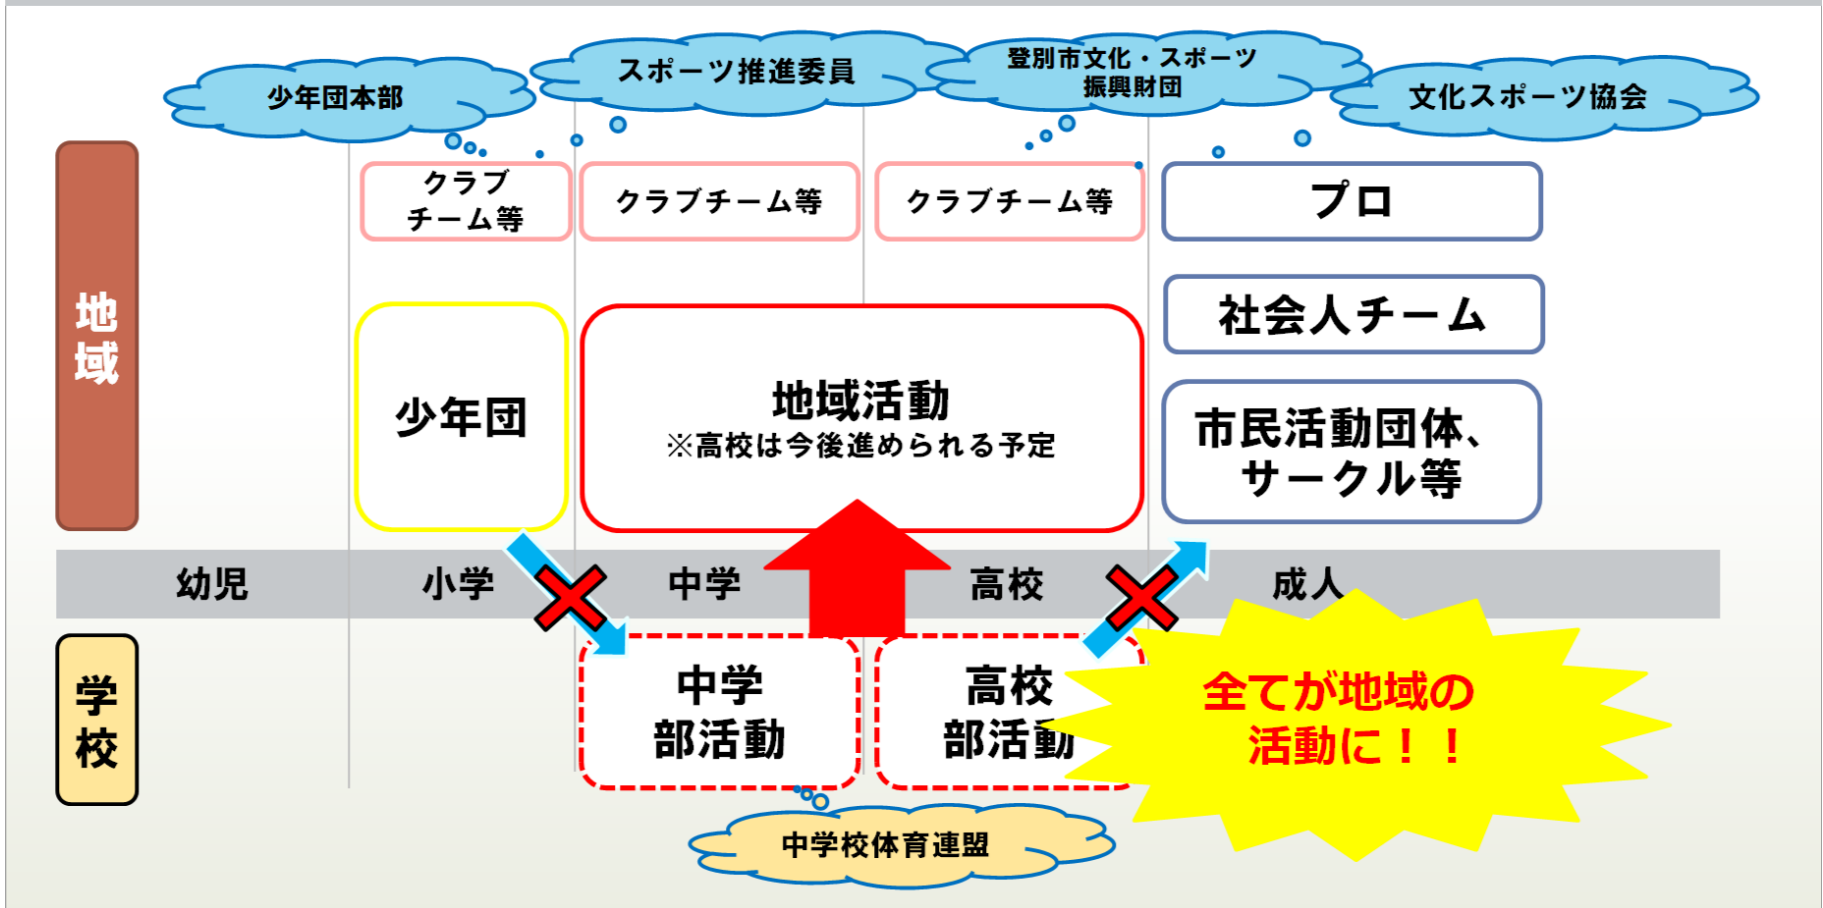 少年団本部
スポーツ推進委員
登別市文化・スポーツ
振興財団
文化スポーツ協会
クラブ
チーム等
クラブチーム等
クラブチーム等
プロ
社会人チーム
地域
少年団
地域活動
※高校は今後進められる予定
市民活動団体、
サークル等
幼児
小学
中学
高校
成人
学校
中学
部活動
高校
部活動
全てが地域の
活動に！！
中学校体育連盟